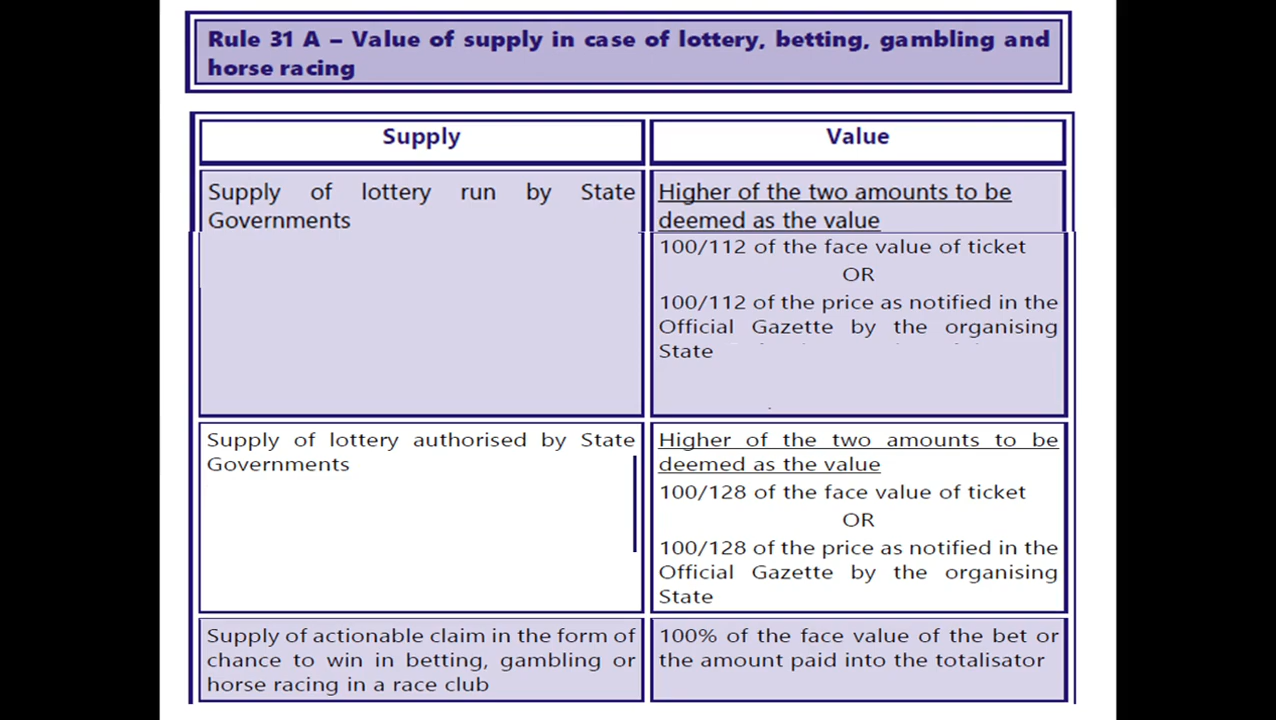 Rule 31 A – Value of supply in case of lottery, betting, gambling and
horse racing
Supply
Value
Supply of lottery run by State
Governments
Higher of the two amounts to be
deemed as the value
100/112 of the face value of ticket
OR
100/112 of the price as notified in the
Official Gazette by the organising
State
Supply of lottery authorised by State
Governments
Higher of the two amounts to be
deemed as the value
100/128 of the face value of ticket
OR
100/128 of the price as notified in the
Official Gazette by the organising
State
Supply of actionable claim in the form of
chance to win in betting, gambling or
horse racing in a race club
100% of the face value of the bet or
the amount paid into the totalisator